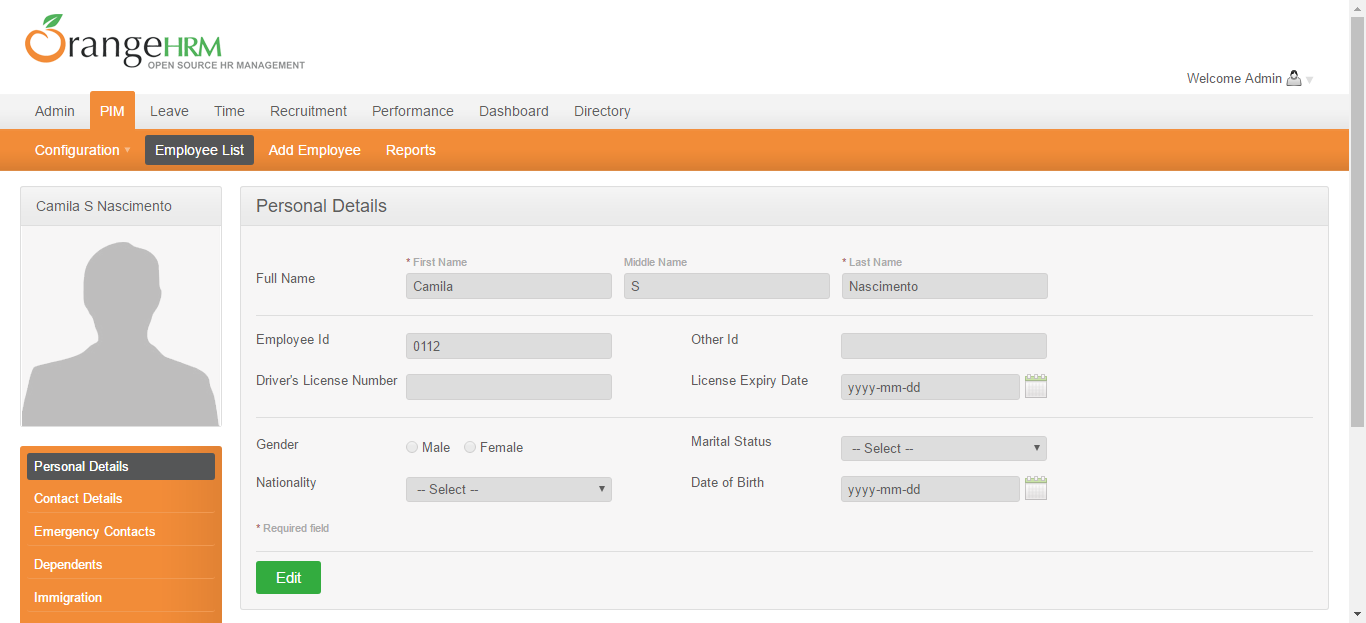 OrangeHRM
OPEN SOURCE HR MANAGEMENT
Welcome Admin
Admin PIM Leave Time Recruitment Performance Dashboard Directory
Configuration Employee List Add Employee Reports
Camila S Nascimento
Personal Details
Contact Details
Emergency Contacts
Dependents
Immigration
Personal Details
* First Name Middle Name * Last Name
Full Name Camila S Nascimento
Employee Id 0112 Other Id
Driver's License Number License Expiry Date yyyy-mm-dd
Gender Male Female Marital Status -- Select --
Nationality -- Select -- Date of Birth yyyy-mm-dd
* Required field
Edit